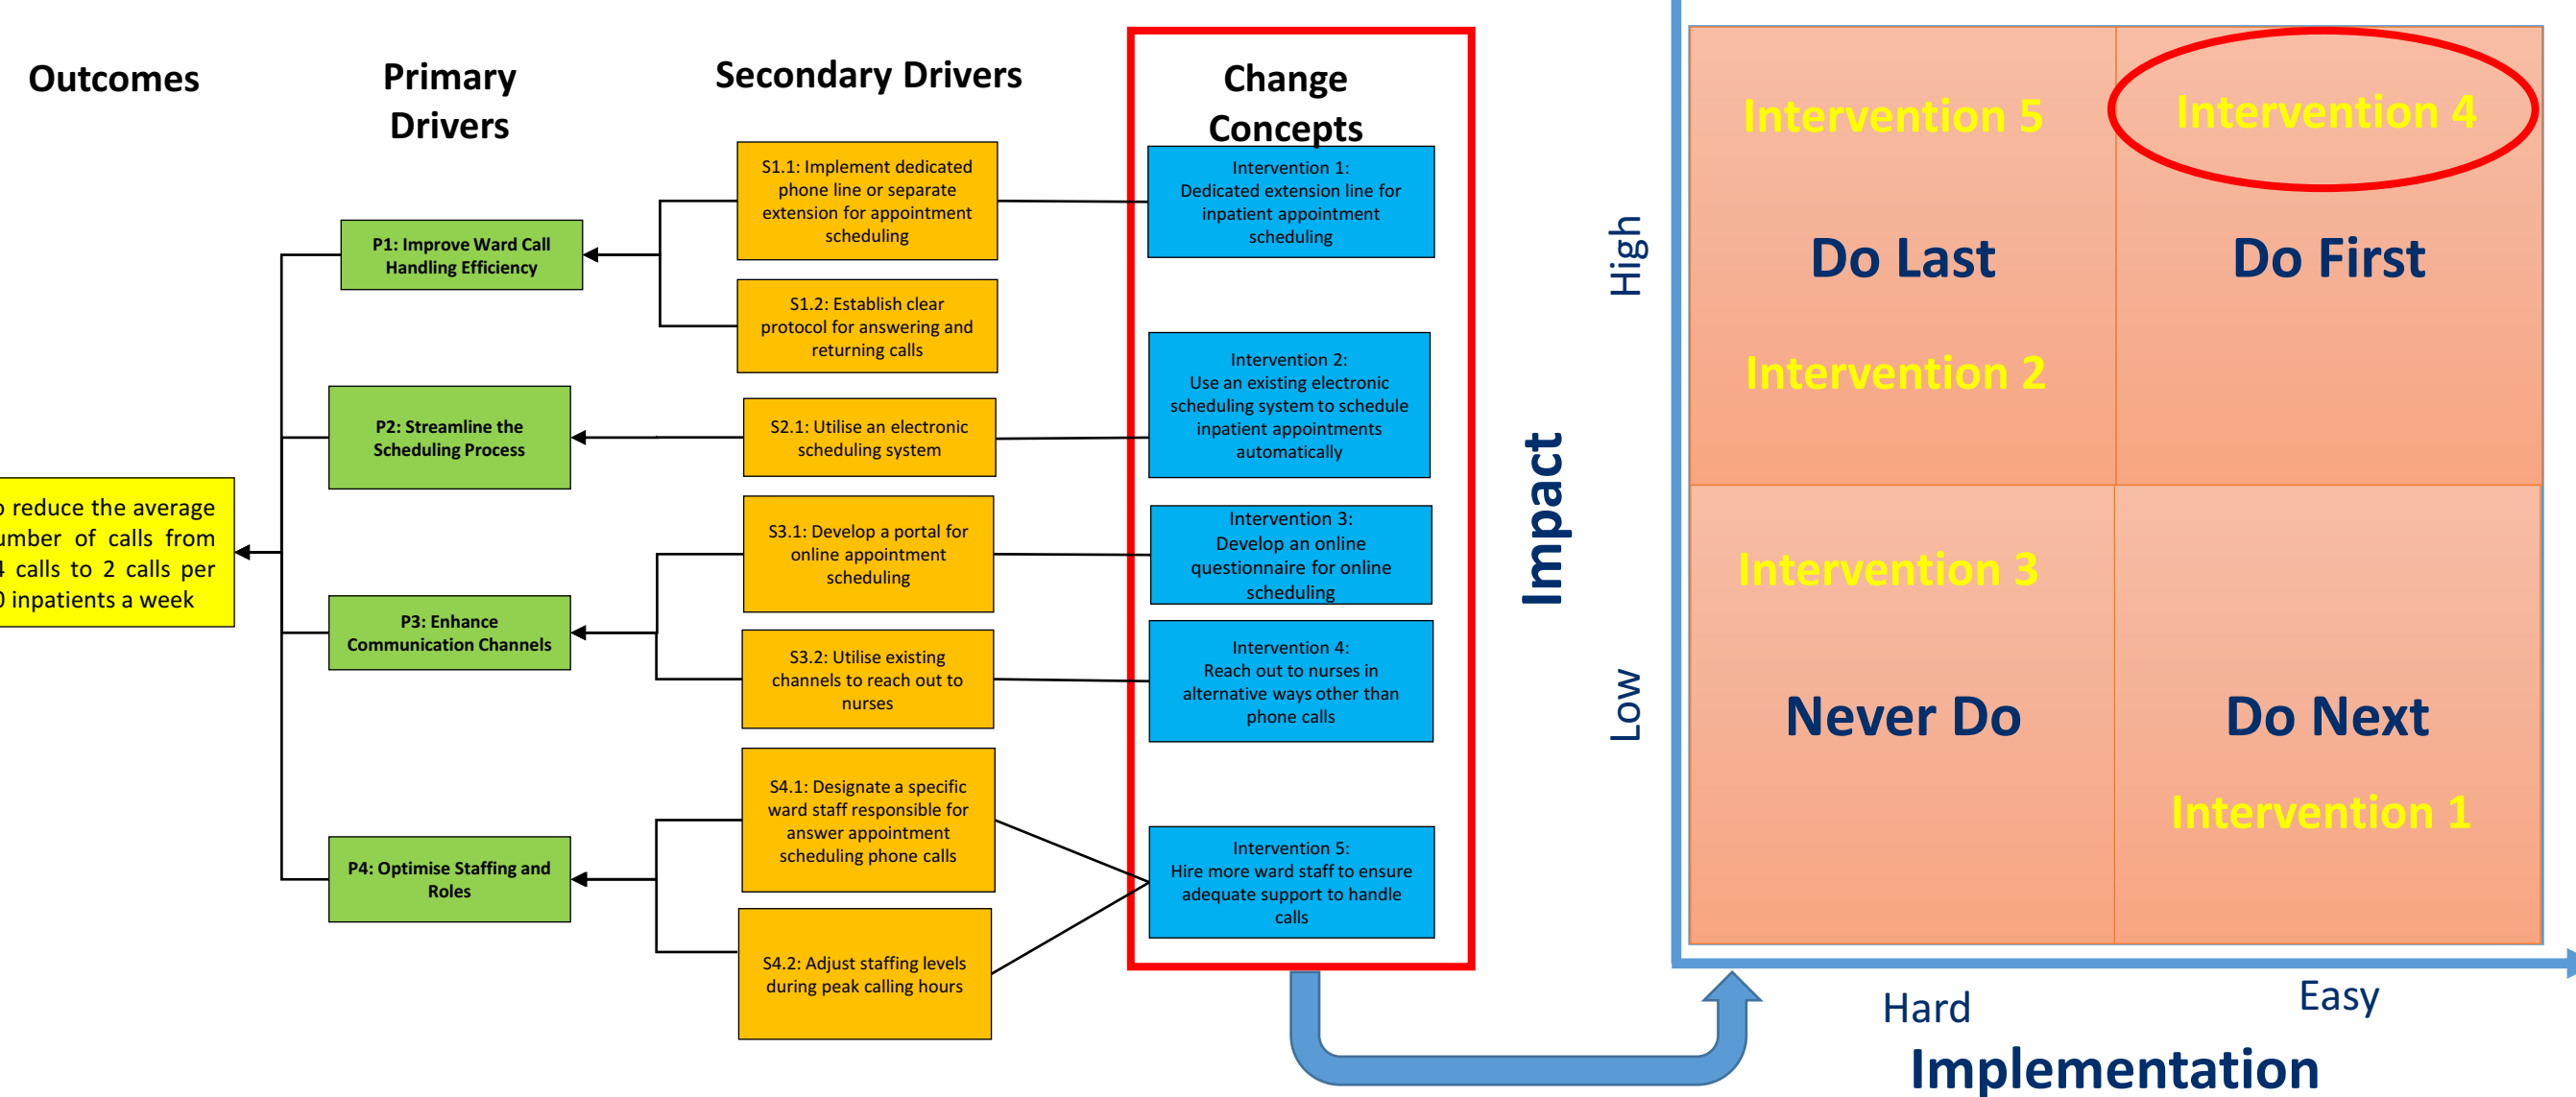 Outcomes
Primary
Drivers
Secondary Drivers
Change
Concepts
reduce the average
of calls from
calls to 2 calls per
inpatients a week
P1: Improve Ward Call
Handling Efficiency
P2: Streamline the
Scheduling Process
P3: Enhance
Communication Channels
P4: Optimise Staffing and
Roles
S1.1: Implement dedicated
phone line or separate
extension for appointment
scheduling
S1.2: Establish clear
protocol for answering and
returning calls
S2.1: Utilise an electronic
scheduling system
S3.1: Develop a portal for
online appointment
scheduling
S3.2: Utilise existing
channels to reach out to
nurses
S4.1: Designate a specific
ward staff responsible for
answer appointment
scheduling phone calls
S4.2: Adjust staffing levels
during peak calling hours
Intervention 1:
Dedicated extension line for
inpatient appointment
scheduling
Intervention 2:
Use an existing electronic
scheduling system to schedule
inpatient appointments
automatically
Intervention 3:
Develop an online
questionnaire for online
scheduling
Intervention 4:
Reach out to nurses in
alternative ways other than
phone calls
Intervention 5:
Hire more ward staff to ensure
adequate support to handle
calls
Impact
High
Low
Intervention 5
Do Last
Intervention 2
Intervention 4
Do First
Intervention 3
Never Do
Do Next
Intervention 1
Hard
Easy
Implementation